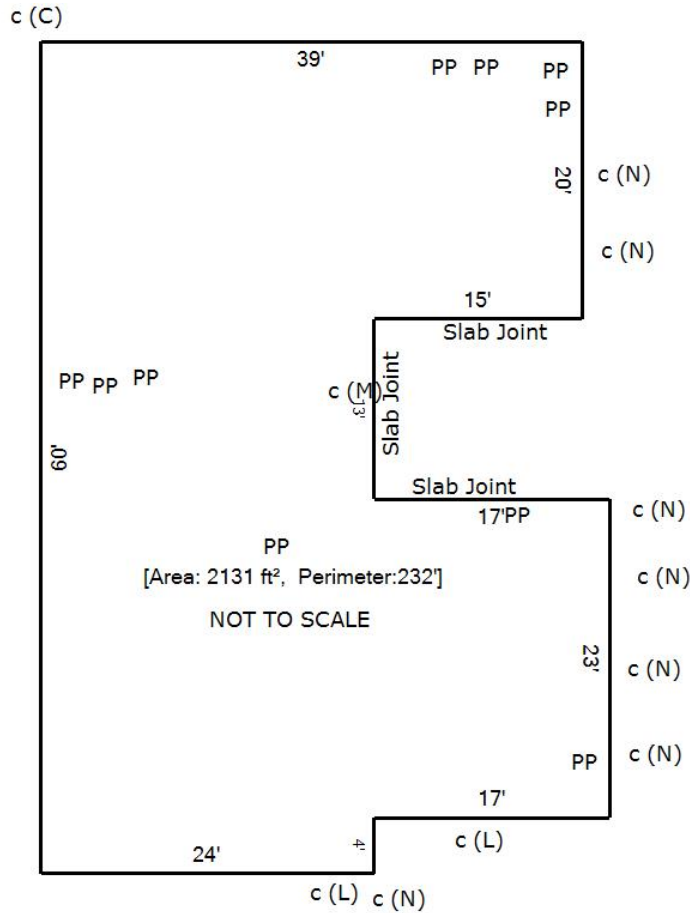 c (C)
39'
PP PP PP
PP
20'
c (N)
c (N)
15'
Slab Joint
PP PP PP
c (M)
13'
Slab Joint
60'
Slab Joint
17'PP
c (N)
PP
[Area: 2131 ft², Perimeter:232']
c (N)
NOT TO SCALE
23'
c (N)
PP
c (N)
17'
4'
c (L)
24'
c (L) c (N)